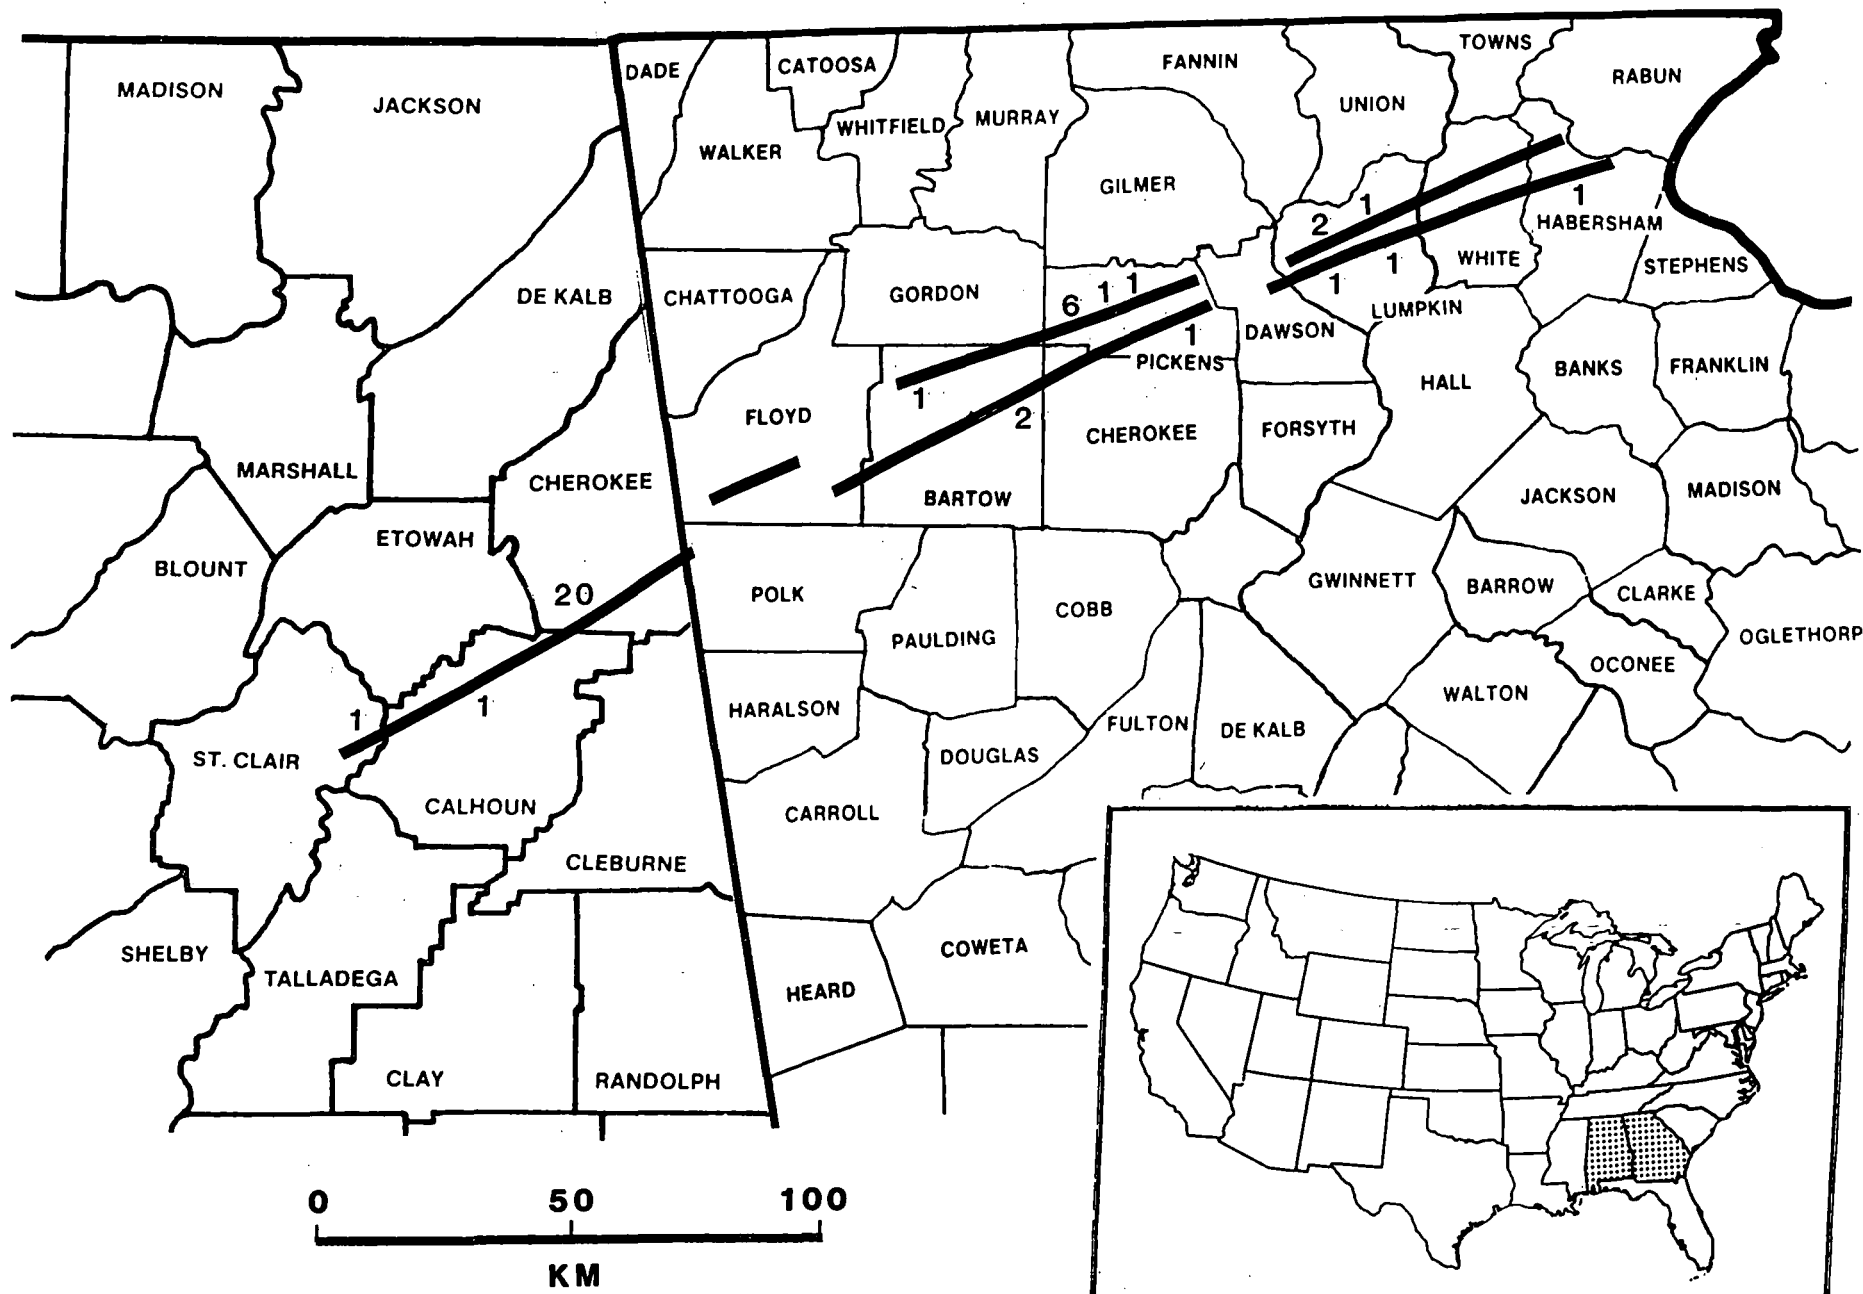 TOWNS
FANNIN
CATOOSA
DADE
RABUN
MADISON
JACKSON
UNION
MURRAY
WHITFIELD
WALKER
GILMER
1
1
2
HABERSHAM
WHITE
STEPHENS
1
1
DE KALB
CHATTOOGA
GORDON
6
1
1
LUMPKIN
DAWSON
1
PICKENS
BANKS
FRANKLIN
HALL
1
FLOYD
2
CHEROKEE
FORSYTH
MARSHALL
CHEROKEE
BARTOW
JACKSON
MADISON
ETOWAH
BLOUNT
20
POLK
COBB
GWINNETT
BARROW
CLARKE
PAULDING
OGLETHORP
OCONEE
WALTON
1
1
HARALSON
FULTON
DE KALB
ST. CLAIR
DOUGLAS
CALHOUN
CARROLL
CLEBURNE
SHELBY
TALLADEGA
COWETA
HEARD
CLAY
RANDOLPH
0 50 100
KM